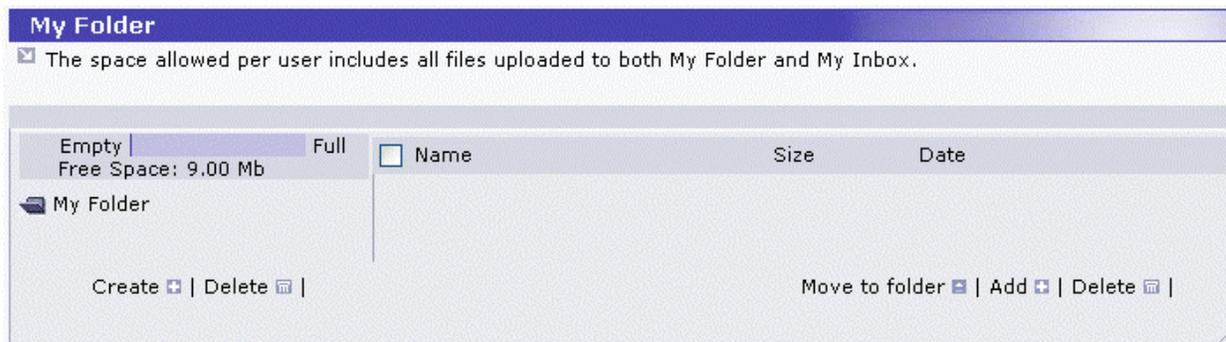 My Folder
The space allowed per user includes all files uploaded to both My Folder and My Inbox.
Empty Full
Free Space: 9.00 Mb
Name Size Date
My Folder
Create | Delete |
Move to folder | Add | Delete |